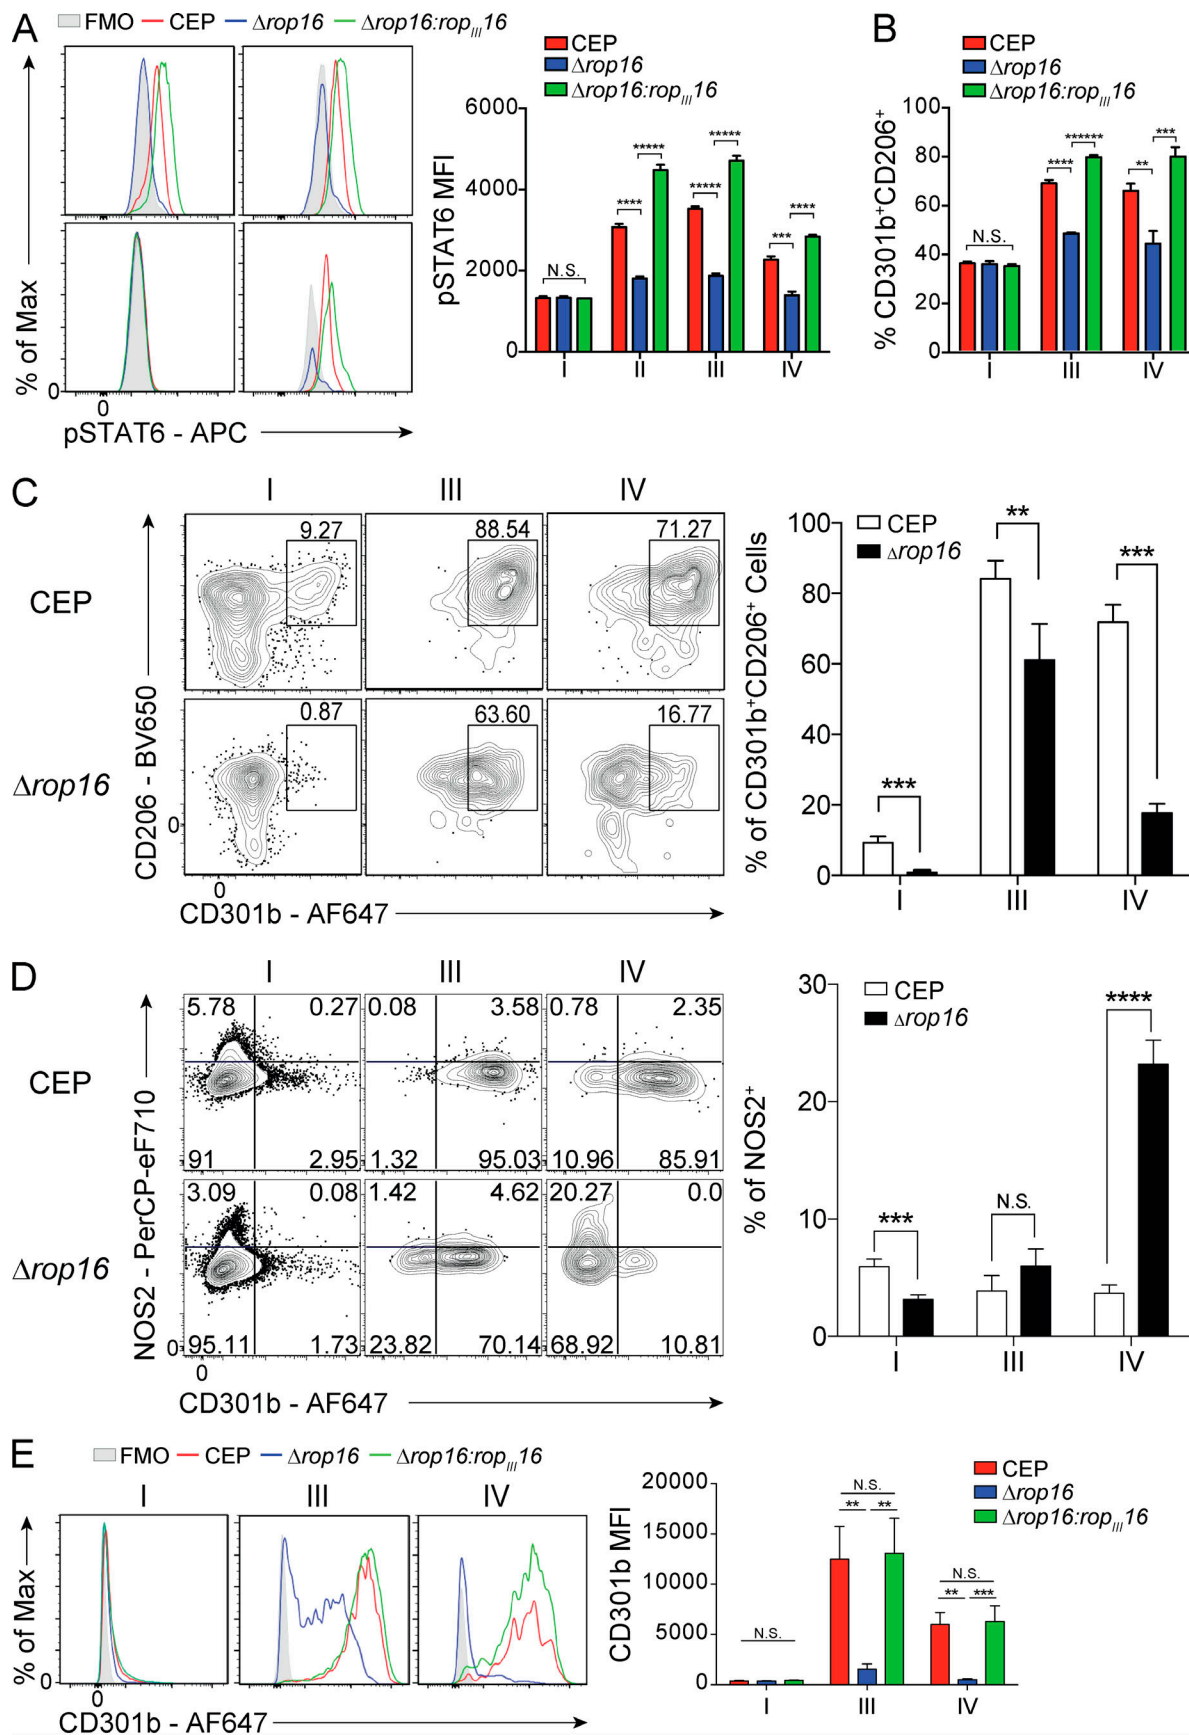 A
FMO CEP Δrop16 Δrop16:ropIII16
% of Max
0
0
pSTAT6 - APC
CEP
Δrop16
Δrop16:ropIII16
pSTAT6 MFI
6000
4000
2000
0
N.S.
**** *****
***** *****
*** ****
I II III IV
B
CEP
Δrop16
Δrop16:ropIII16
% CD301b+CD206+
100
80
60
40
20
0
N.S.
**** ******
** ***
I III IV
C
I III IV
CEP
9.27 88.54 71.27
Δrop16
0.87 63.60 16.77
CD206 - BV650
0
0
CD301b - AF647
CEP
Δrop16
% of CD301b+CD206+ Cells
100
80
60
40
20
0
*** ** ***
I III IV
D
I III IV
CEP
5.78 0.27 0.08 3.58 0.78 2.35
91 2.95 1.32 95.03 10.96 85.91
Δrop16
3.09 0.08 1.42 4.62 20.27 0.0
95.11 1.73 23.82 70.14 68.92 10.81
NOS2 - PerCP-eF710
0
0
CD301b - AF647
CEP
Δrop16
% of NOS2+
30
20
10
0
*** N.S. ****
I III IV
E
FMO CEP Δrop16 Δrop16:ropIII16
I III IV
% of Max
0
0
CD301b - AF647
CEP
Δrop16
Δrop16:ropIII16
CD301b MFI
20000
15000
10000
5000
0
N.S.
N.S.
** **
N.S.
** ***
I III IV